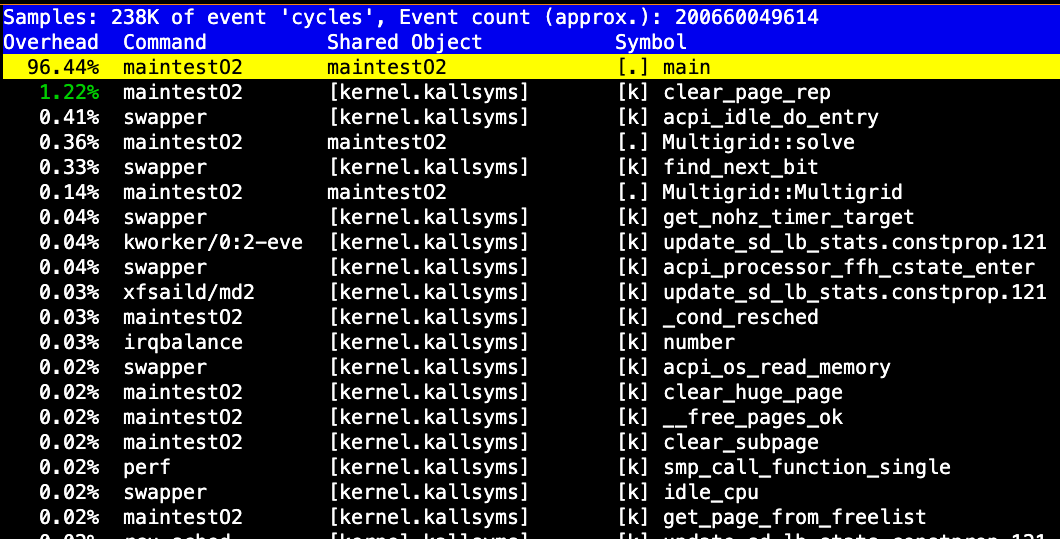 Samples: 238K of event 'cycles', Event count (approx.): 200660049614
Overhead  Command          Shared Object           Symbol
  96.44%  maintestO2       maintestO2              [.] main
   1.22%  maintestO2       [kernel.kallsyms]       [k] clear_page_rep
   0.41%  swapper          [kernel.kallsyms]       [k] acpi_idle_do_entry
   0.36%  maintestO2       maintestO2              [.] Multigrid::solve
   0.33%  swapper          [kernel.kallsyms]       [k] find_next_bit
   0.14%  maintestO2       maintestO2              [.] Multigrid::Multigrid
   0.04%  swapper          [kernel.kallsyms]       [k] get_nohz_timer_target
   0.04%  kworker/0:2-eve  [kernel.kallsyms]       [k] update_sd_lb_stats.constprop.121
   0.04%  swapper          [kernel.kallsyms]       [k] acpi_processor_ffh_cstate_enter
   0.03%  xfsaild/md2      [kernel.kallsyms]       [k] update_sd_lb_stats.constprop.121
   0.03%  maintestO2       [kernel.kallsyms]       [k] _cond_resched
   0.03%  irqbalance       [kernel.kallsyms]       [k] number
   0.02%  swapper          [kernel.kallsyms]       [k] acpi_os_read_memory
   0.02%  maintestO2       [kernel.kallsyms]       [k] clear_huge_page
   0.02%  maintestO2       [kernel.kallsyms]       [k] __free_pages_ok
   0.02%  maintestO2       [kernel.kallsyms]       [k] clear_subpage
   0.02%  perf             [kernel.kallsyms]       [k] smp_call_function_single
   0.02%  swapper          [kernel.kallsyms]       [k] idle_cpu
   0.02%  maintestO2       [kernel.kallsyms]       [k] get_page_from_freelist